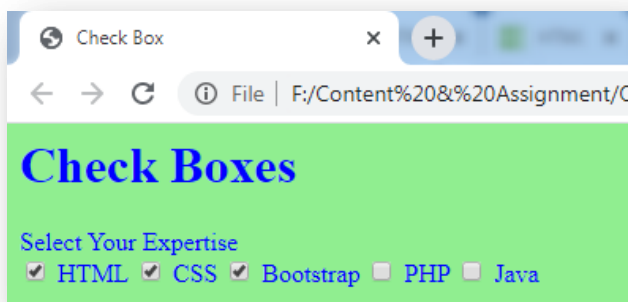 Check Box
File F:/Content%20&%20Assignment/
Check Boxes
Select Your Expertise
HTML CSS Bootstrap PHP Java